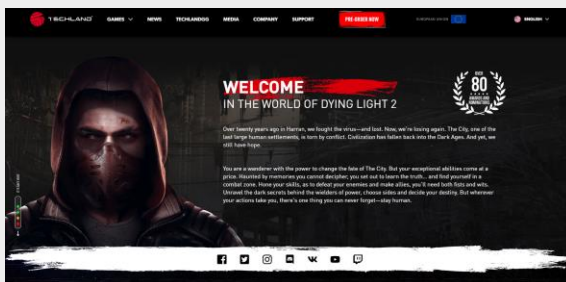 TECHLAND GAMES NEWS TECHLANDGG MEDIA COMPANY SUPPORT PRE-ORDER NOW EUROPEAN UNION ENGLISH
WELCOME
IN THE WORLD OF DYING LIGHT 2
OVER
80
AWARDS AND
NOMINATIONS
Over twenty years ago in Harran, we fought the virus—and lost. Now, we're losing again. The City, one of the
last large human settlements, is torn by conflict. Civilization has fallen back into the Dark Ages. And yet, we
still have hope.
You are a wanderer with the power to change the fate of The City. But your exceptional abilities come at a
price. Haunted by memories you cannot decipher, you set out to learn the truth... and find yourself in a
combat zone. Hone your skills, as to defeat your enemies and make allies, you'll need both fists and wits.
Unravel the dark secrets behind the wielders of power, choose sides and decide your destiny. But wherever
your actions take you, there's one thing you can never forget—stay human.